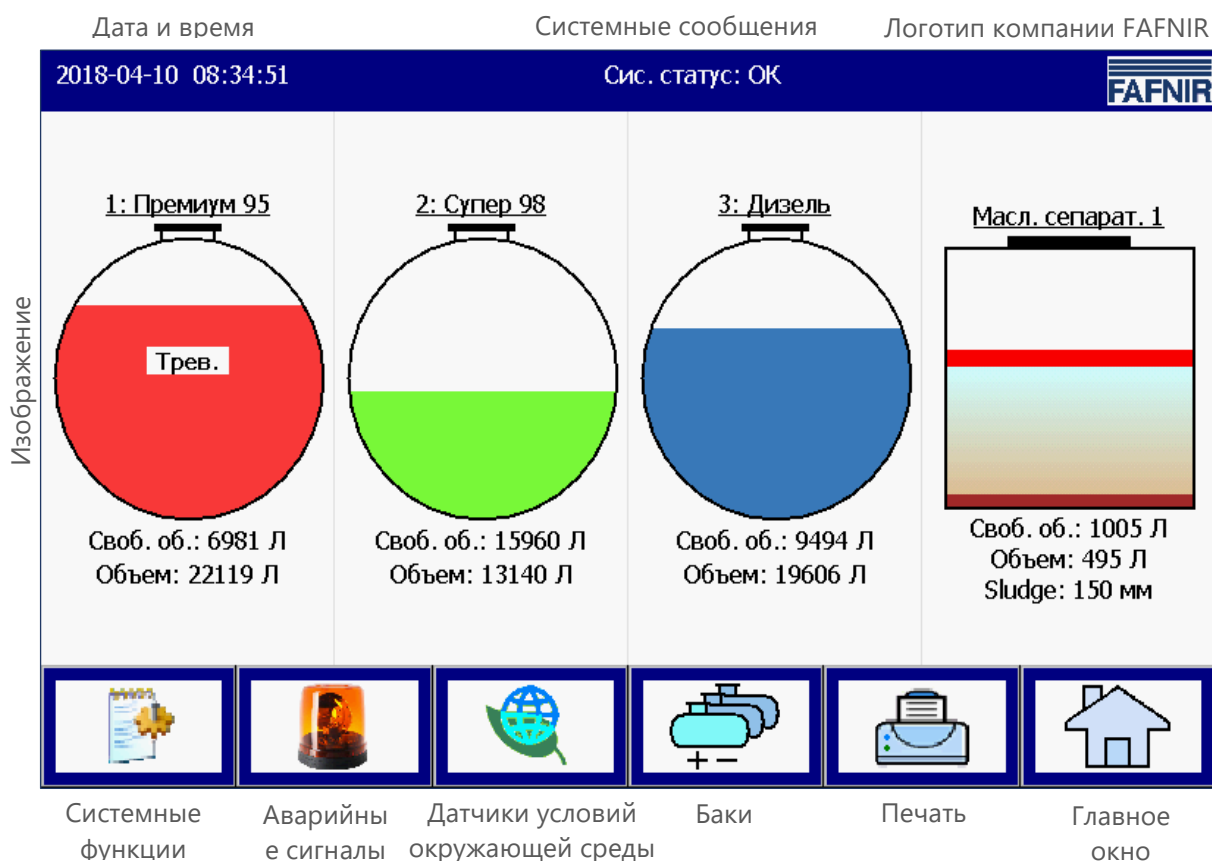 Дата и время
Системные сообщения
Логотип компании FAFNIR
2018-04-10 08:34:51
Сис. статус: OK
FAFNIR
Изображение
1: Премиум 95
2: Супер 98
3: Дизель
Масл. сепарат. 1
Трев.
Своб. об.: 6981 Л
Объем: 22119 Л
Своб. об.: 15960 Л
Объем: 13140 Л
Своб. об.: 9494 Л
Объем: 19606 Л
Своб. об.: 1005 Л
Объем: 495 Л
Sludge: 150 мм
Системные
функции
Аварийны
е сигналы
Датчики условий
окружающей среды
Баки
Печать
Главное
окно